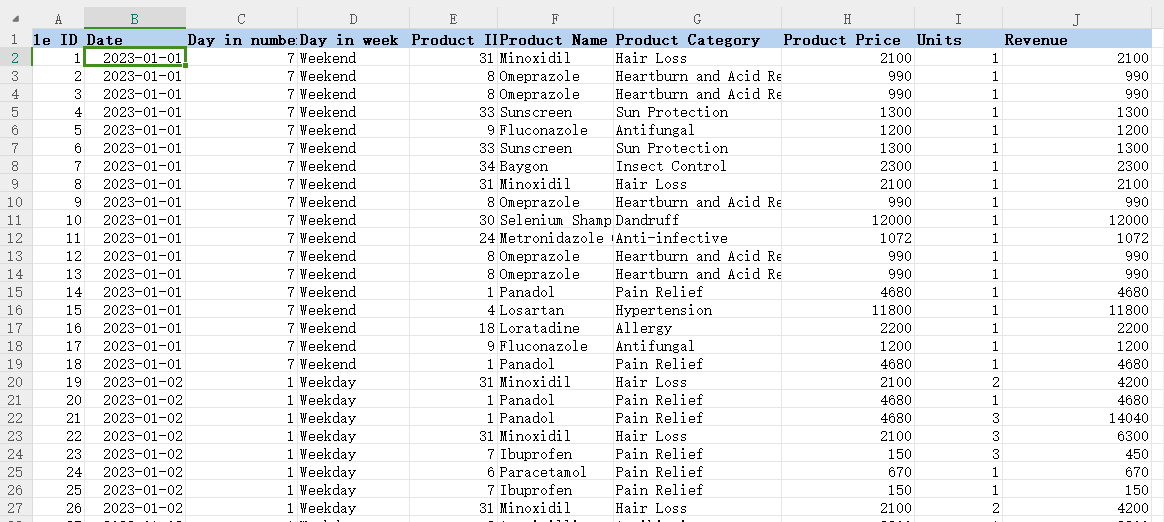 A B C D E F G H I J
1 le ID Date Day in numbe Day in week Product I Product Name Product Category Product Price Units Revenue
2 1 2023-01-01 7 Weekend 31 Minoxidil Hair Loss 2100 1 2100
3 2 2023-01-01 7 Weekend 8 Omeprazole Heartburn and Acid Re 990 1 990
4 3 2023-01-01 7 Weekend 8 Omeprazole Heartburn and Acid Re 990 1 990
5 4 2023-01-01 7 Weekend 33 Sunscreen Sun Protection 1300 1 1300
6 5 2023-01-01 7 Weekend 9 Fluconazole Antifungal 1200 1 1200
7 6 2023-01-01 7 Weekend 33 Sunscreen Sun Protection 1300 1 1300
8 7 2023-01-01 7 Weekend 34 Baygon Insect Control 2300 1 2300
9 8 2023-01-01 7 Weekend 31 Minoxidil Hair Loss 2100 1 2100
10 9 2023-01-01 7 Weekend 8 Omeprazole Heartburn and Acid Re 990 1 990
11 10 2023-01-01 7 Weekend 30 Selenium Shamp Dandruff 12000 1 12000
12 11 2023-01-01 7 Weekend 24 Metronidazole Anti-infective 1072 1 1072
13 12 2023-01-01 7 Weekend 8 Omeprazole Heartburn and Acid Re 990 1 990
14 13 2023-01-01 7 Weekend 8 Omeprazole Heartburn and Acid Re 990 1 990
15 14 2023-01-01 7 Weekend 1 Panadol Pain Relief 4680 1 4680
16 15 2023-01-01 7 Weekend 4 Losartan Hypertension 11800 1 11800
17 16 2023-01-01 7 Weekend 18 Loratadine Allergy 2200 1 2200
18 17 2023-01-01 7 Weekend 9 Fluconazole Antifungal 1200 1 1200
19 18 2023-01-01 7 Weekend 1 Panadol Pain Relief 4680 1 4680
20 19 2023-01-02 1 Weekday 31 Minoxidil Hair Loss 2100 2 4200
21 20 2023-01-02 1 Weekday 1 Panadol Pain Relief 4680 1 4680
22 21 2023-01-02 1 Weekday 1 Panadol Pain Relief 4680 3 14040
23 22 2023-01-02 1 Weekday 31 Minoxidil Hair Loss 2100 3 6300
24 23 2023-01-02 1 Weekday 7 Ibuprofen Pain Relief 150 3 450
25 24 2023-01-02 1 Weekday 6 Paracetamol Pain Relief 670 1 670
26 25 2023-01-02 1 Weekday 7 Ibuprofen Pain Relief 150 1 150
27 26 2023-01-02 1 Weekday 31 Minoxidil Hair Loss 2100 2 4200